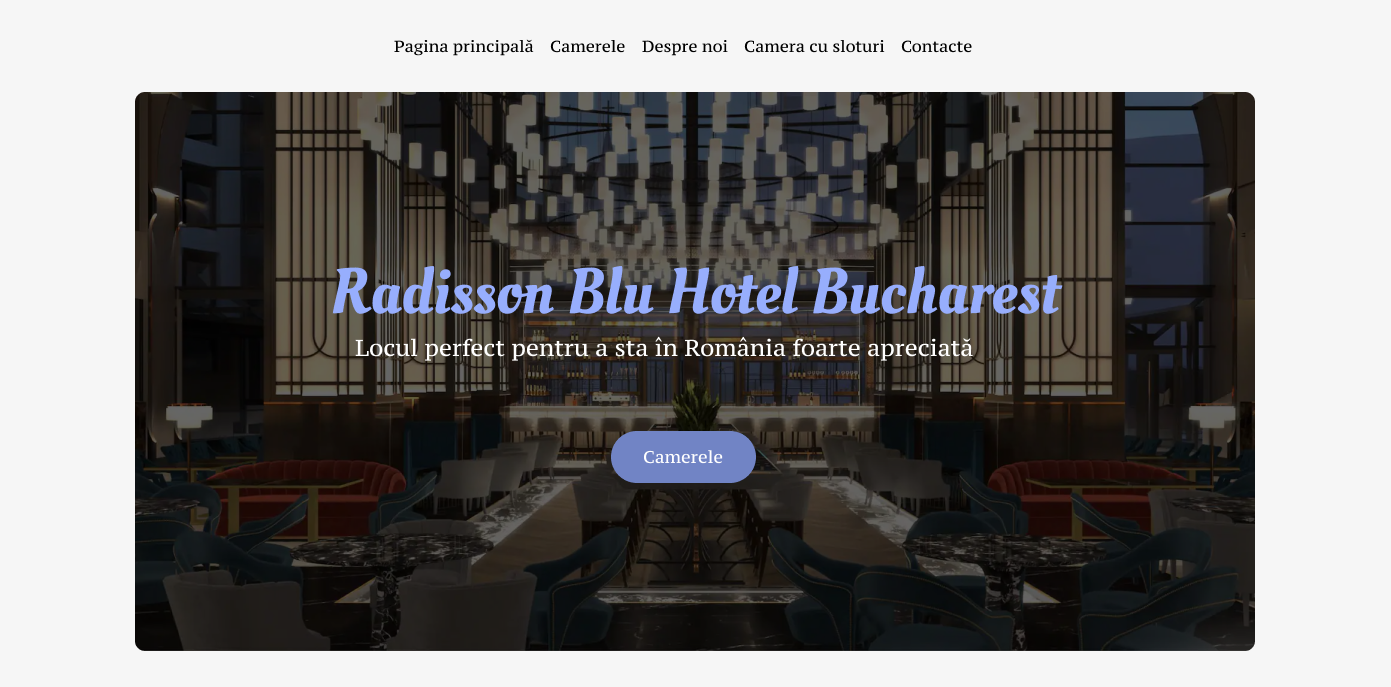 Pagina principală Camerele Despre noi Camera cu sloturi Contacte
Radisson Blu Hotel Bucharest
Locul perfect pentru a sta în România foarte apreciată
Camerele